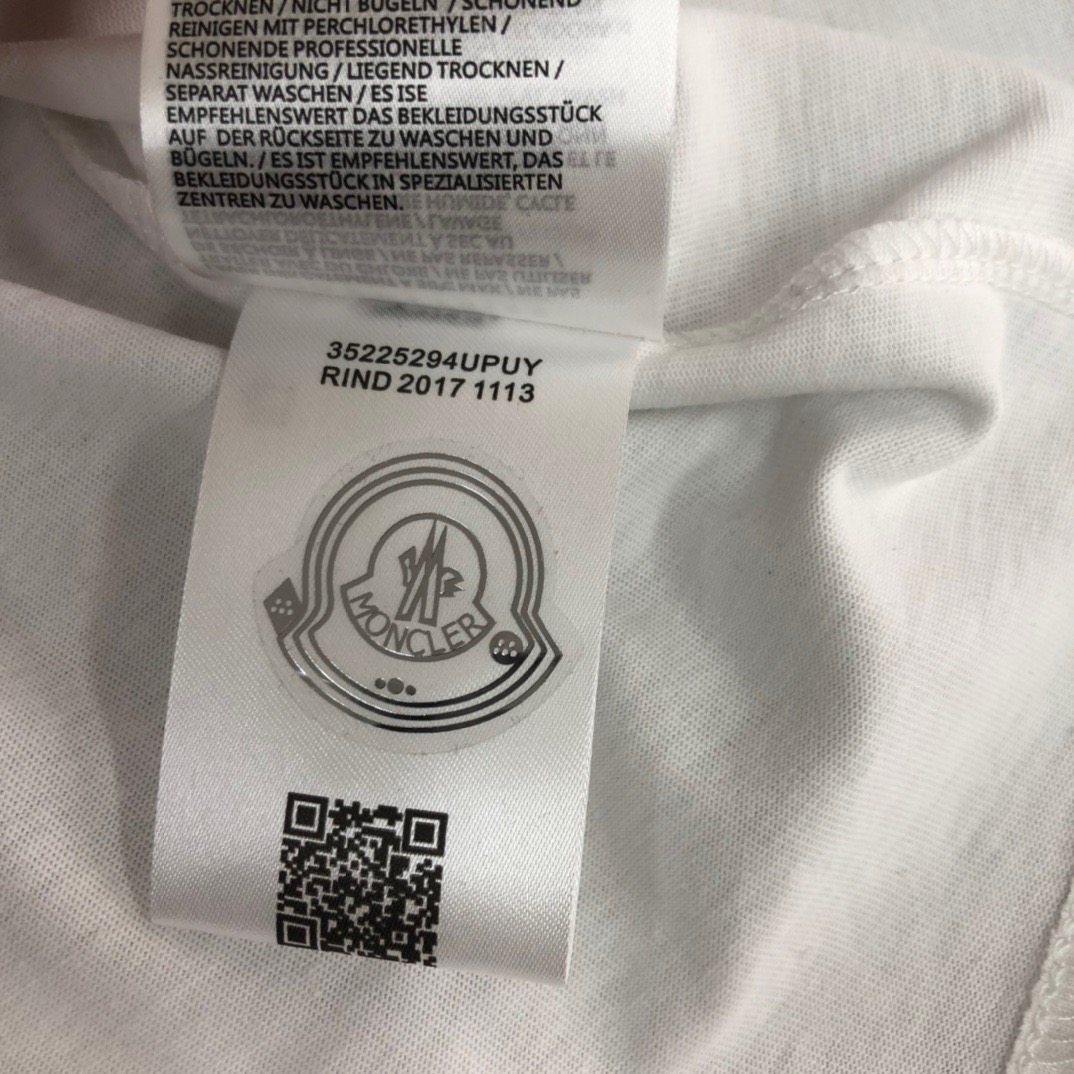 TROCKNEN / NICHT BÜGELN / SCHONEND
REINIGEN MIT PERCHLORETHYLEN /
SCHONENDE PROFESSIONELLE
NASSREINIGUNG / LIEGEND TROCKNEN /
SEPARAT WASCHEN / ES ISE
EMPFEHLENSWERT DAS BEKLEIDUNGSSTÜCK
AUF DER RÜCKSEITE ZU WASCHEN UND
BÜGELN. / ES IST EMPFEHLENSWERT, DAS
BEKLEIDUNGSSTÜCK IN SPEZIALISIERTEN
ZENTREN ZU WASCHEN.
35225294UPUY
RIND 2017 1113
MONCLER